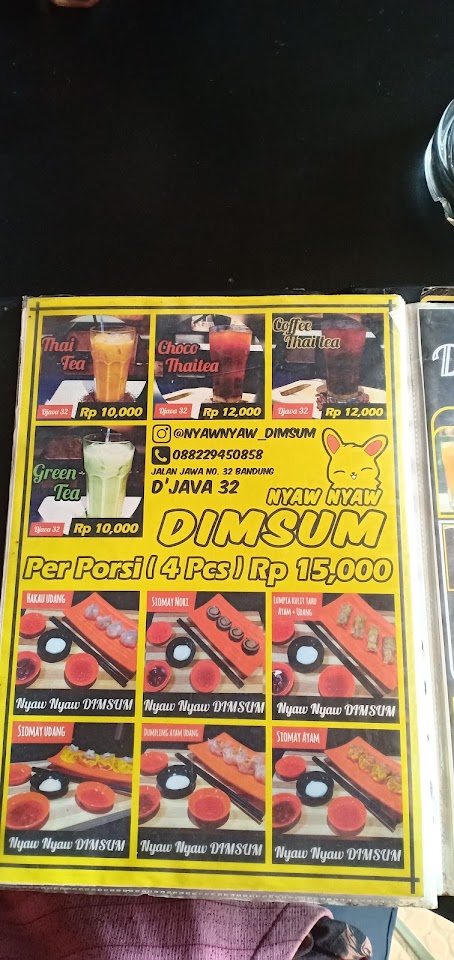 Thai
Tea
Djava 32
Rp 10,000
Choco
Thaitea
Djava 32
Rp 12,000
Coffee
Thai tea
Djava 32
Rp 12,000
Green
Tea
Djava 32
Rp 10,000
@NYAWNYAW_DIMSUM
088229450858
JALAN JAWA NO. 32 BANDUNG
D'JAVA 32
NYAW NYAW
DIMSUM
Per Porsi ( 4 Pcs ) Rp 15,000
BAKAU UDANG
Nyaw Nyaw DIMSUM
SIOMAY NORI
Nyaw Nyaw DIMSUM
LUMPIA KULIT TAHU
AYAM + UDANG
Nyaw Nyaw DIMSUM
SIOMAY UDANG
Nyaw Nyaw DIMSUM
DUMPLING AYAM UDANG
Nyaw Nyaw DIMSUM
SIOMAY AYAM
Nyaw Nyaw DIMSUM